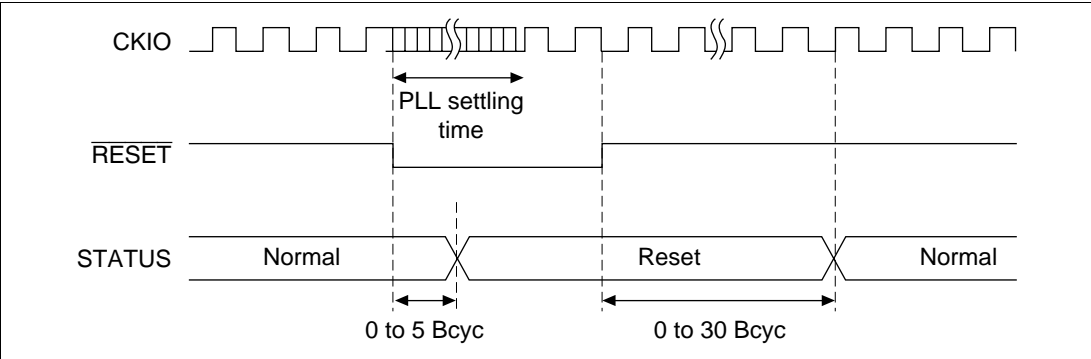 CKIO
PLL settling
time
RESET
STATUS
Normal
Reset
Normal
0 to 5 Bcyc
0 to 30 Bcyc